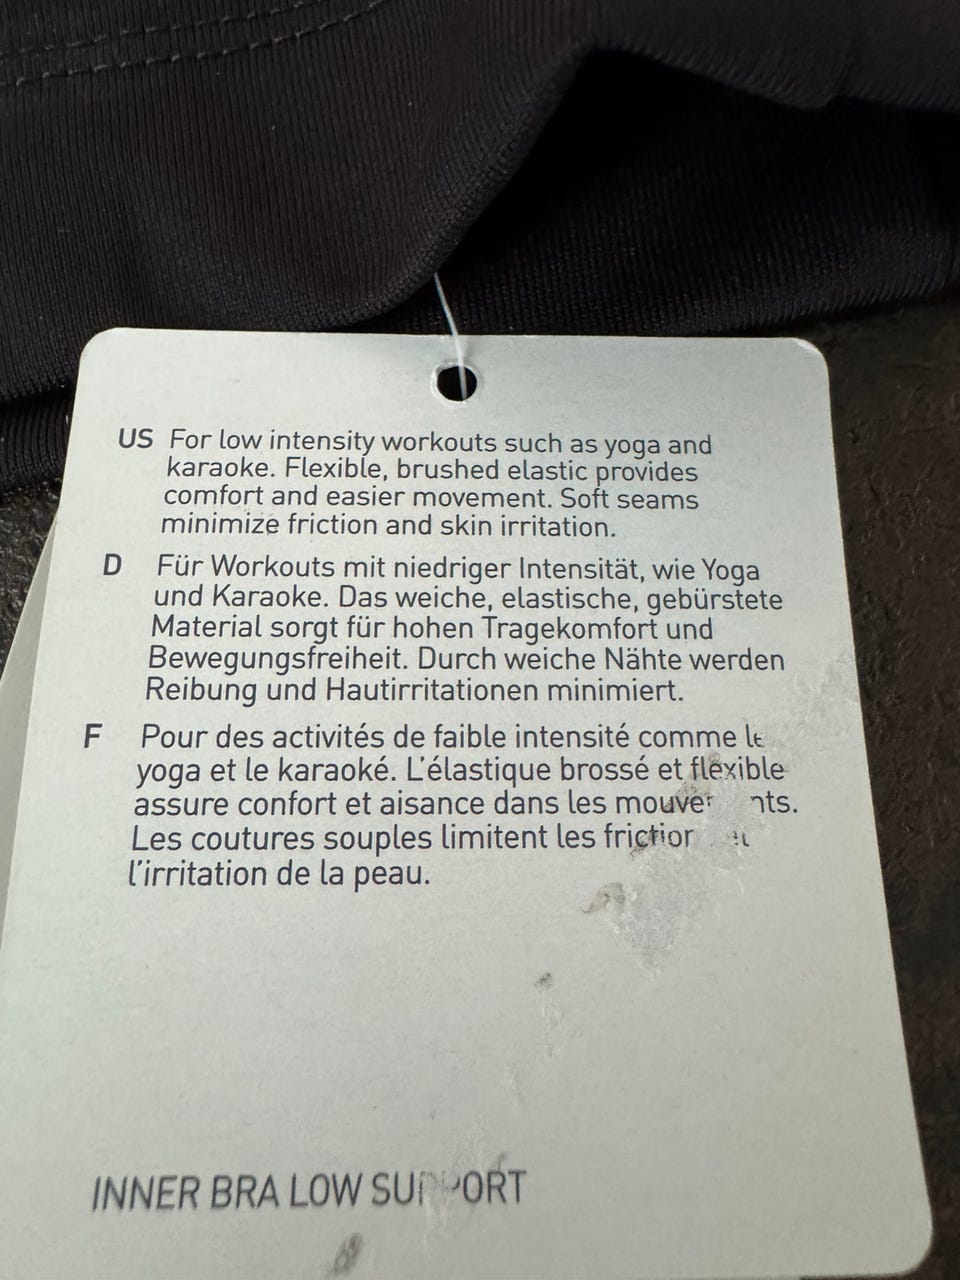 US For low intensity workouts such as yoga and
karaoke. Flexible, brushed elastic provides
comfort and easier movement. Soft seams
minimize friction and skin irritation.
D Für Workouts mit niedriger Intensität, wie Yoga
und Karaoke. Das weiche, elastische, gebürstete
Material sorgt für hohen Tragekomfort und
Bewegungsfreiheit. Durch weiche Nähte werden
Reibung und Hautirritationen minimiert.
F Pour des activités de faible intensité comme le
yoga et le karaoké. L'élastique brossé et flexible
assure confort et aisance dans les
Les coutures souples limitent les
l'irritation de la peau.
INNER BRA LOW SUPPORT